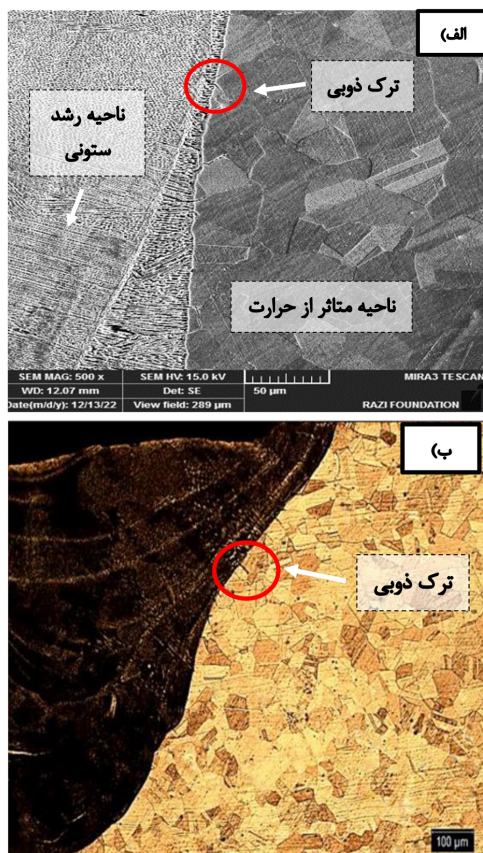 الف)
ترک ذوبی
ناحیه رشد
ستونی
ناحیه متاثر از حرارت
SEM MAG: 500 x SEM HV: 15.0 kV MIRA3 TESCAN
WD: 12.07 mm Det: SE 50 µm
Date(m/d/y): 12/13/22 View field: 289 µm RAZI FOUNDATION
ب)
ترک ذوبی
100 µm